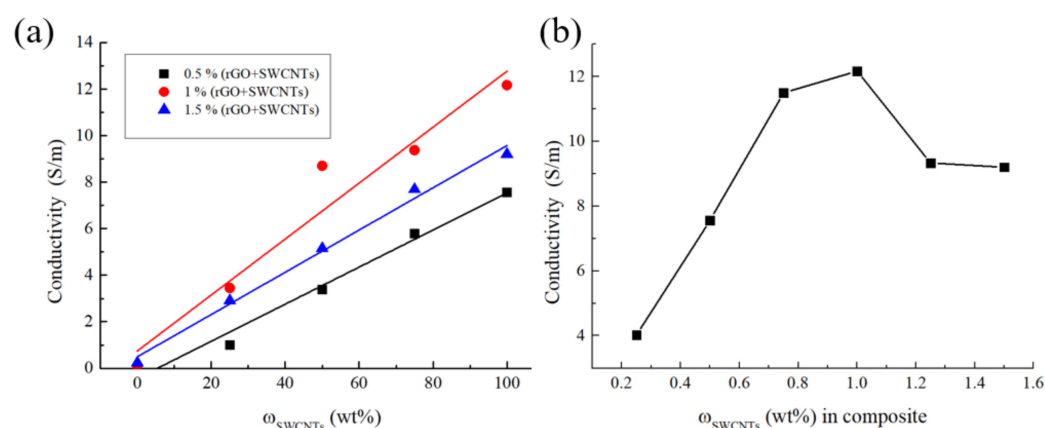 (a)
14
12
10
8
6
4
2
0
Conductivity (S/m)
0.5 % (rGO+SWCNTs)
1 % (rGO+SWCNTs)
1.5 % (rGO+SWCNTs)
0 20 40 60 80 100
ωSWCNTs (wt%)
(b)
12
10
8
6
4
Conductivity (S/m)
0.2 0.4 0.6 0.8 1.0 1.2 1.4 1.6
ωSWCNTs (wt%) in composite